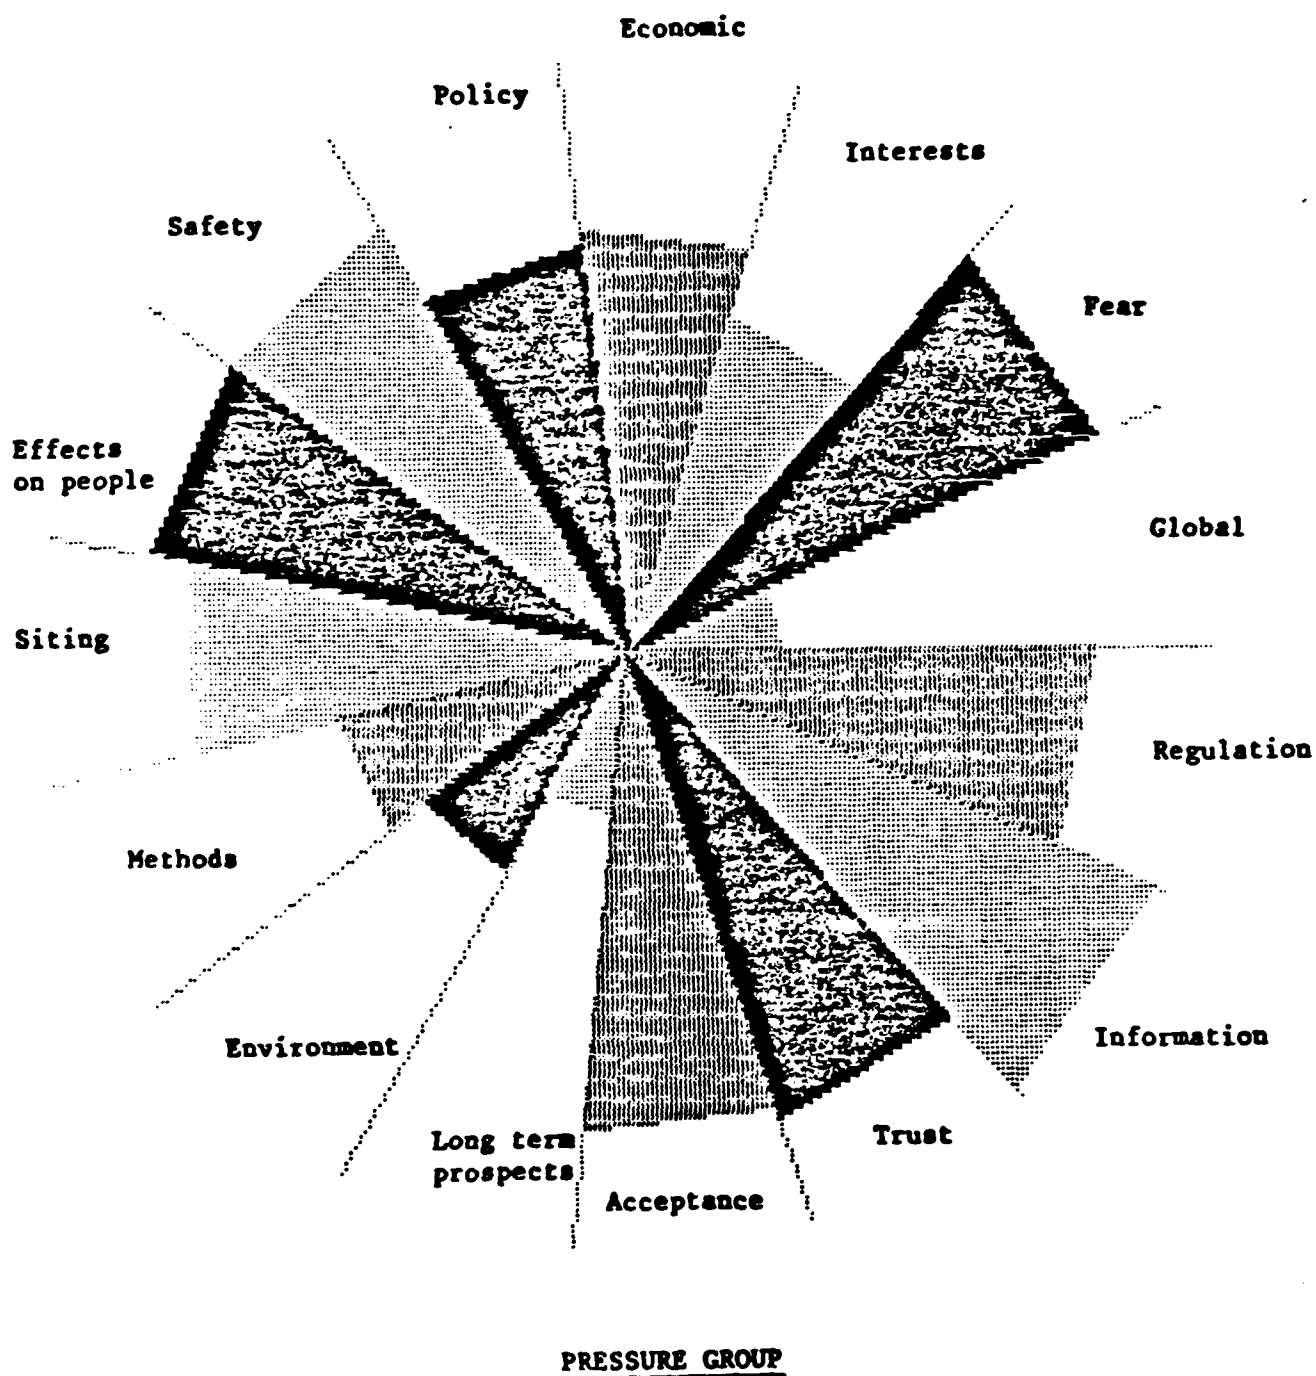 Economic
Policy
Interests
Safety
Fear
Effects
on people
Global
Siting
Regulation
Methods
Information
Environment
Trust
Long term
prospects
Acceptance
PRESSURE GROUP